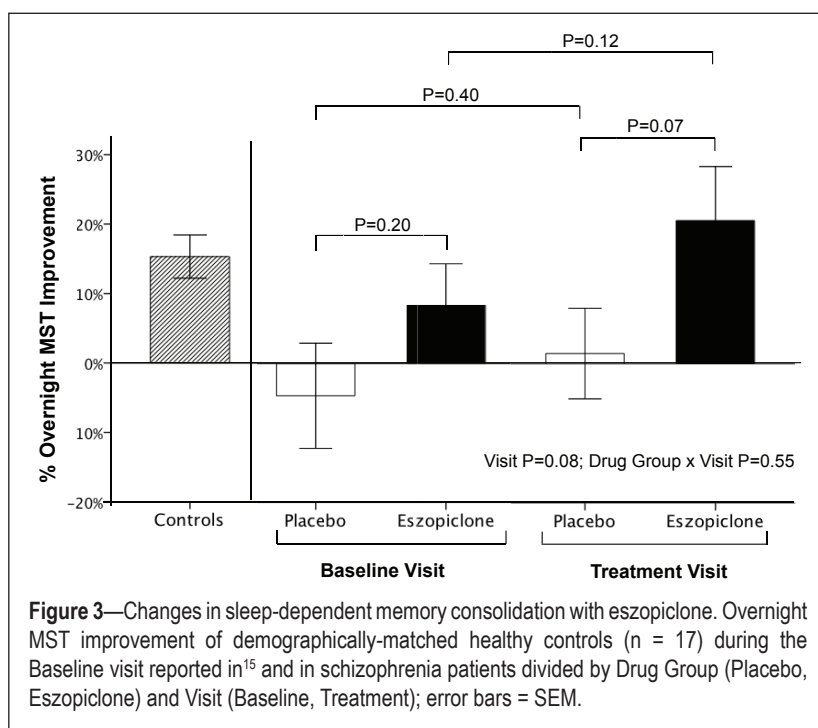 P=0.12
P=0.40
P=0.07
P=0.20
% Overnight MST Improvement
30%
20%
10%
0%
10%
–20%
Visit P=0.08; Drug Group x Visit P=0.55
Controls Placebo Eszopiclone Placebo Eszopiclone
Baseline Visit Treatment Visit
Figure 3—Changes in sleep-dependent memory consolidation with eszopiclone. Overnight
MST improvement of demographically-matched healthy controls (n = 17) during the
Baseline visit reported in¹⁵ and in schizophrenia patients divided by Drug Group (Placebo,
Eszopiclone) and Visit (Baseline, Treatment); error bars = SEM.